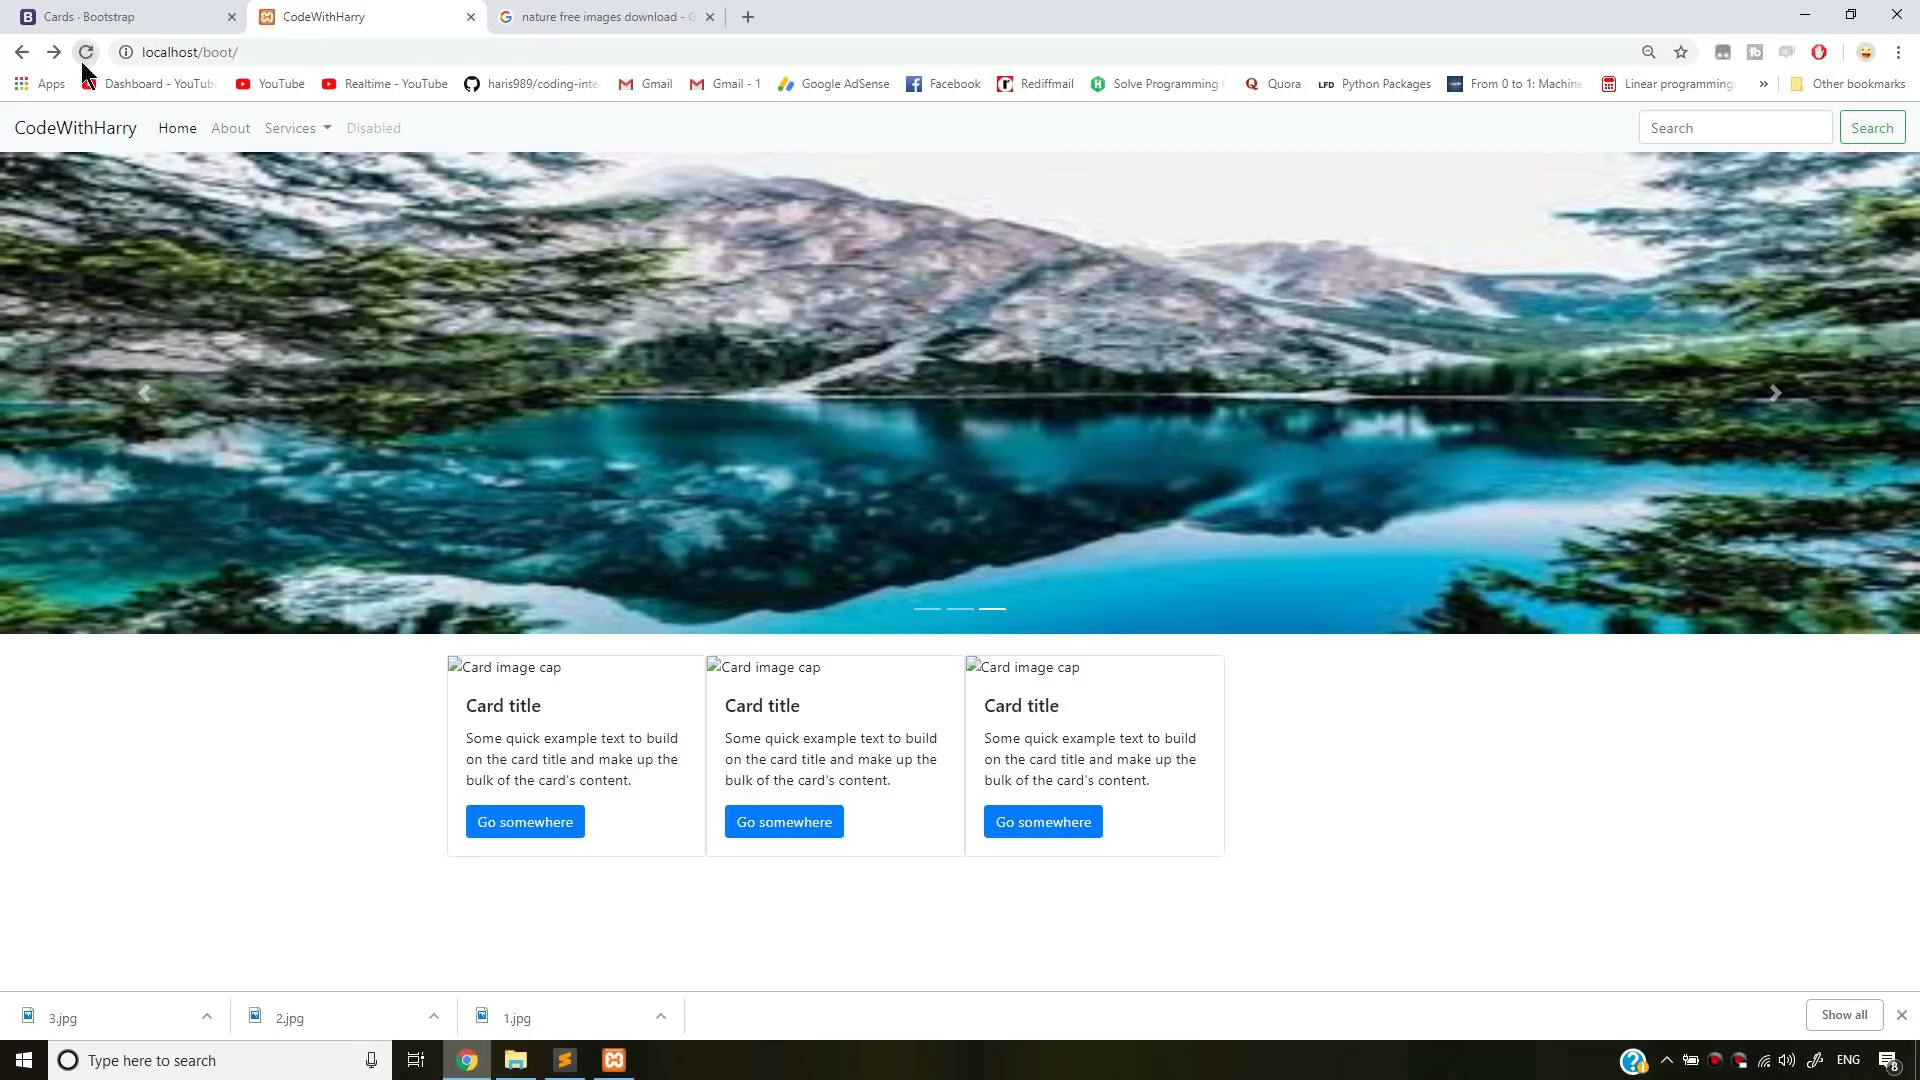 Cards · Bootstrap
CodeWithHarry
nature free images download - G
localhost/boot/
Apps
Dashboard - YouTub
YouTube
Realtime - YouTube
haris989/coding-inte
Gmail
Gmail - 1
Google AdSense
Facebook
Rediffmail
Solve Programming
Quora
LFD Python Packages
From 0 to 1: Machine
Linear programming
Other bookmarks
CodeWithHarry
Home
About
Services
Disabled
Search
Search
Card image cap
Card title
Some quick example text to build
on the card title and make up the
bulk of the card's content.
Go somewhere
Card image cap
Card title
Some quick example text to build
on the card title and make up the
bulk of the card's content.
Go somewhere
Card image cap
Card title
Some quick example text to build
on the card title and make up the
bulk of the card's content.
Go somewhere
3.jpg
2.jpg
1.jpg
Show all
Type here to search
ENG
8